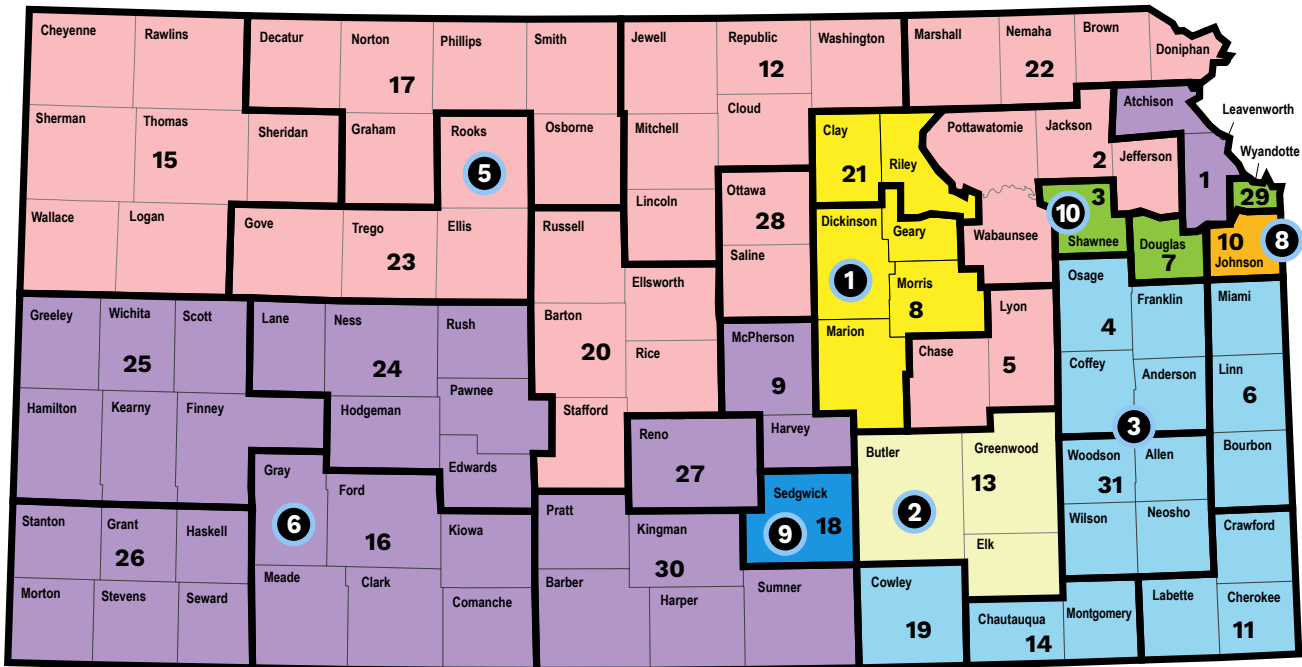 Cheyenne Rawlins Decatur Norton Phillips Smith Jewell Republic Washington Marshall Nemaha Brown Doniphan
17 12 22
Sherman Thomas Sheridan Graham Rooks Osborne Mitchell Cloud Clay Riley Pottawatomie Jackson Atchison Leavenworth
15 5 21 2 Jefferson 1 Wyandotte
Wallace Logan Gove Trego Ellis Russell Lincoln Ottawa Dickinson Geary Wabaunsee 10 3 Shawnee Douglas 29
23 28 7 10 Johnson 8
Saline 1 Morris Osage Franklin Miami
Ellsworth 8 Lyon 4
Greeley Wichita Scott Lane Ness Rush Barton McPherson Marion Chase Coffey Anderson Linn
25 24 20 Rice 9 5 6
Hamilton Kearny Finney Hodgeman Pawnee Stafford Reno Harvey 3 Bourbon
27 Butler Greenwood Woodson Allen
Gray Ford Edwards 13 31
Stanton Grant Haskell 6 16 Kiowa Pratt Kingman Sedgwick 2 Wilson Neosho Crawford
26 30 9 18 Elk
Morton Stevens Seward Meade Clark Comanche Barber Harper Sumner Cowley Chautauqua Montgomery Labette Cherokee
19 14 11